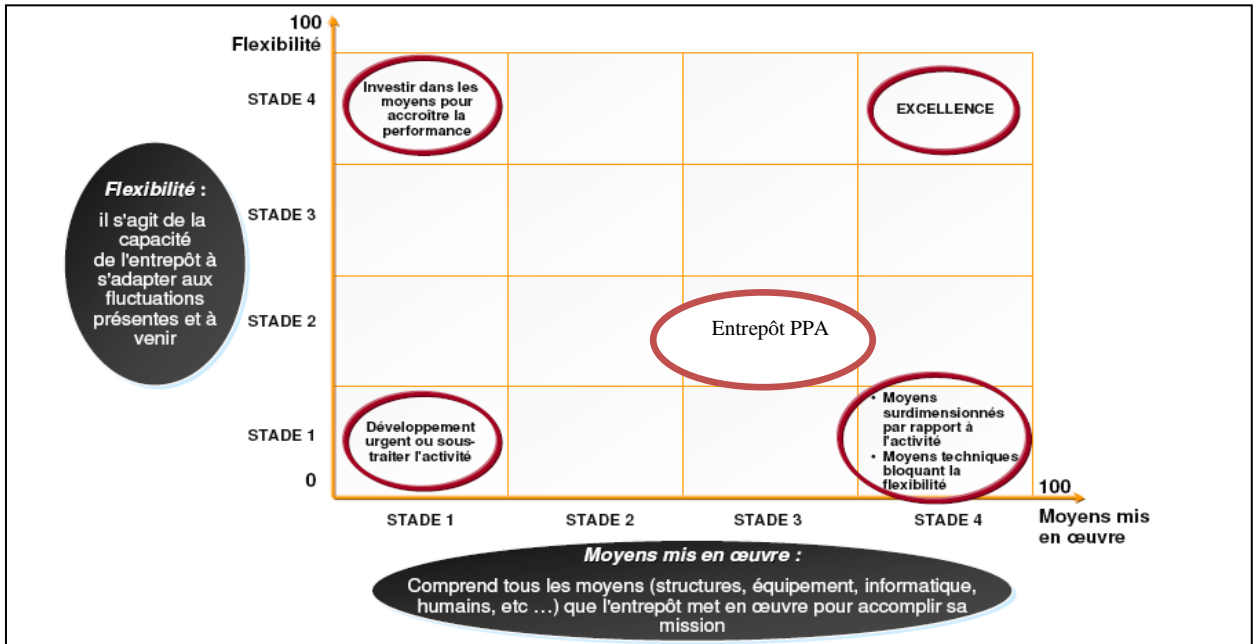 100
Flexibilité
STADE 4
Investir dans les
moyens pour
accroître la
performance
EXCELLENCE
Flexibilité :
il s'agit de la
capacité
de l'entrepôt à
s'adapter aux
fluctuations
présentes et à
venir
STADE 3
STADE 2
Entrepôt PPA
STADE 1
Développement
urgent ou sous-
traiter l'activité
• Moyens
surdimensionnés
par rapport à
l'activité
• Moyens techniques
bloquant la
flexibilité
0
100
STADE 1
STADE 2
STADE 3
STADE 4
Moyens mis
en œuvre
Moyens mis en œuvre :
Comprend tous les moyens (structures, équipement, informatique,
humains, etc ...) que l'entrepôt met en œuvre pour accomplir sa
mission